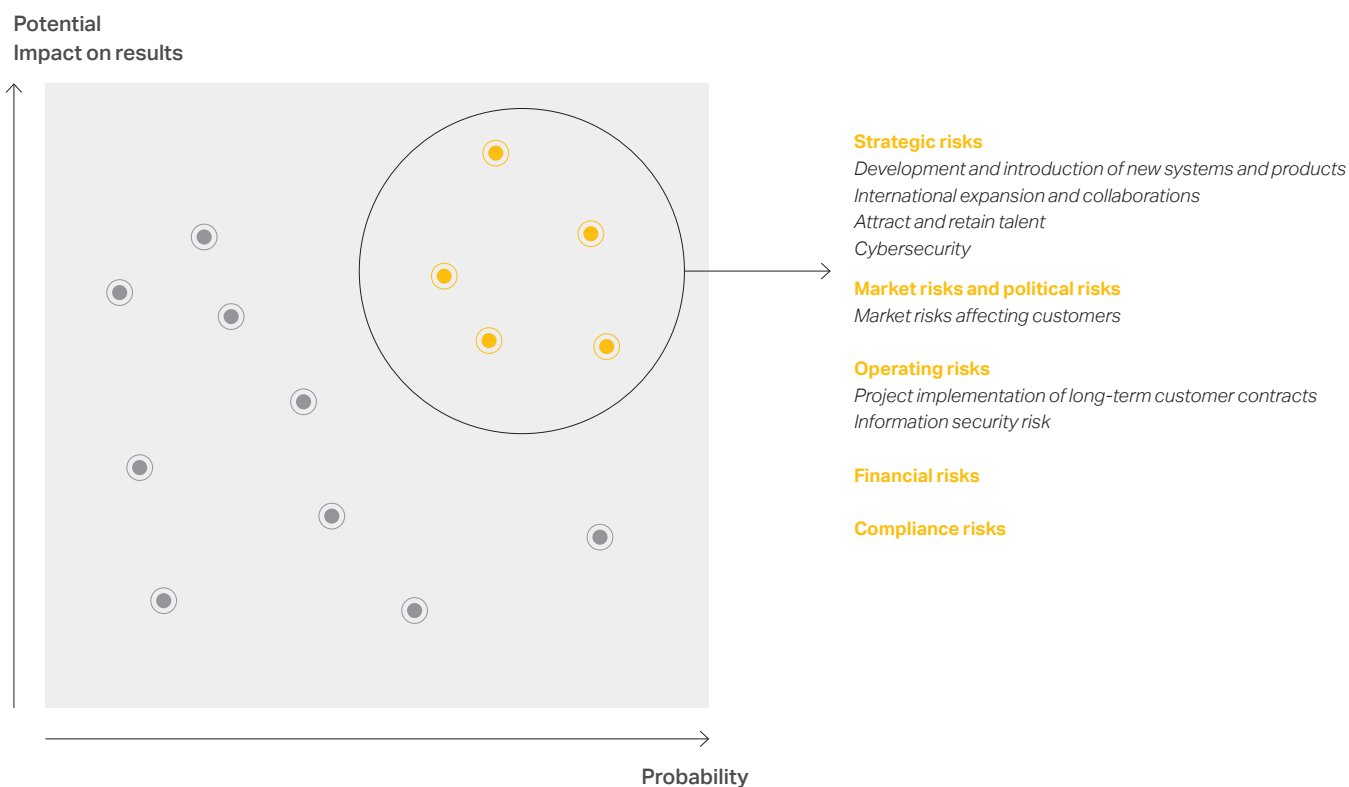 Potential
Impact on results
Strategic risks
Development and introduction of new systems and products
International expansion and collaborations
Attract and retain talent
Cybersecurity
Market risks and political risks
Market risks affecting customers
Operating risks
Project implementation of long-term customer contracts
Information security risk
Financial risks
Compliance risks
Probability